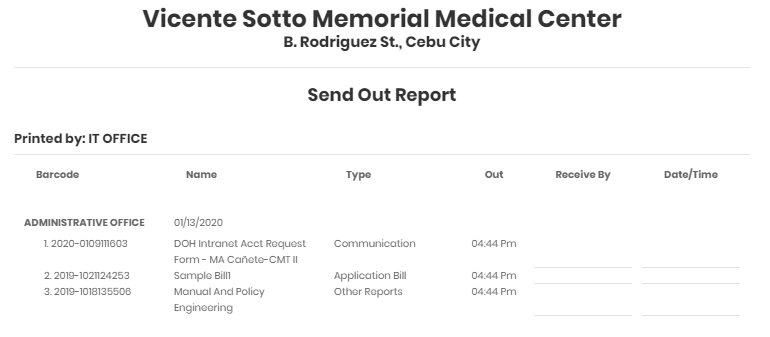 Vicente Sotto Memorial Medical Center
B. Rodriguez St., Cebu City
Send Out Report
Printed by: IT OFFICE
Barcode Name Type Out Receive By Date/Time
ADMINISTRATIVE OFFICE 01/13/2020
1. 2020-0109111603 DOH Intranet Acct Request Communication 04:44 Pm
Form - MA Cañete-CMT II
2. 2019-1021124253 Sample Bill1 Application Bill 04:44 Pm
3. 2019-1018135506 Manual And Policy Other Reports 04:44 Pm
Engineering